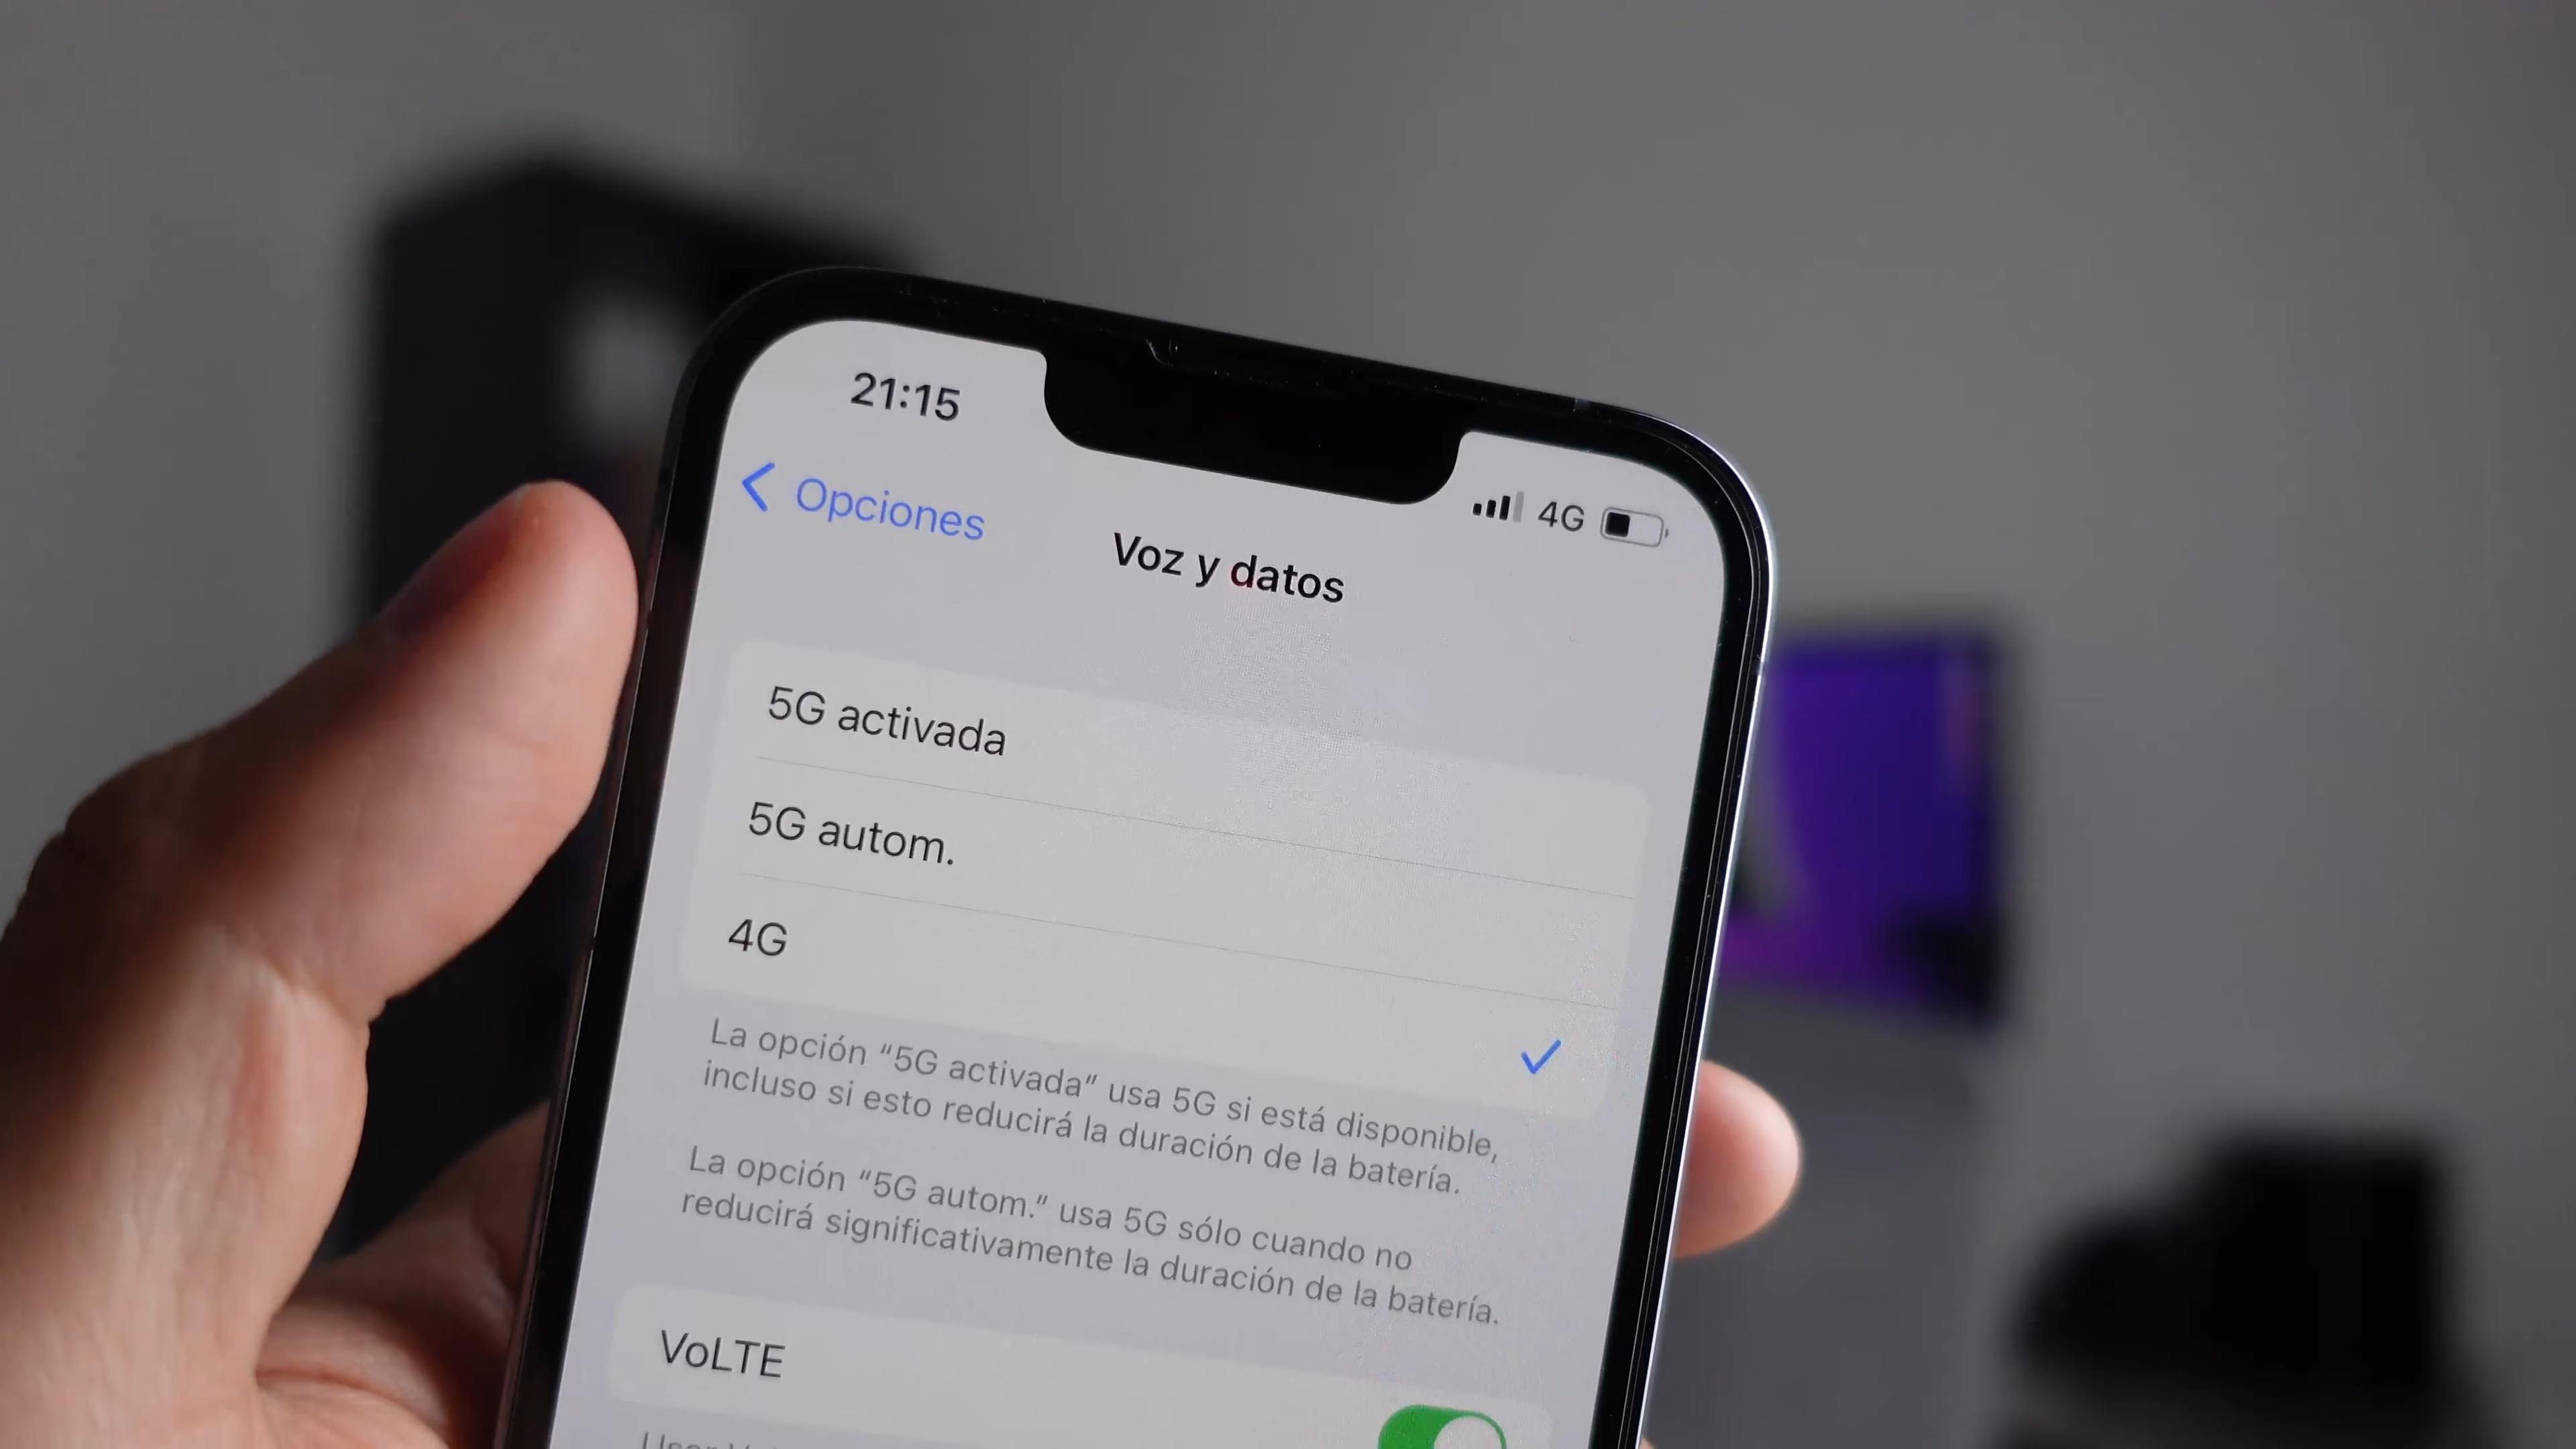 21:15
4G
Opciones
Voz y datos
5G activada
5G autom.
4G
La opción “5G activada” usa 5G si está disponible,
incluso si esto reducirá la duración de la batería.
La opción “5G autom.” usa 5G sólo cuando no
reducirá significativamente la duración de la batería.
VoLTE